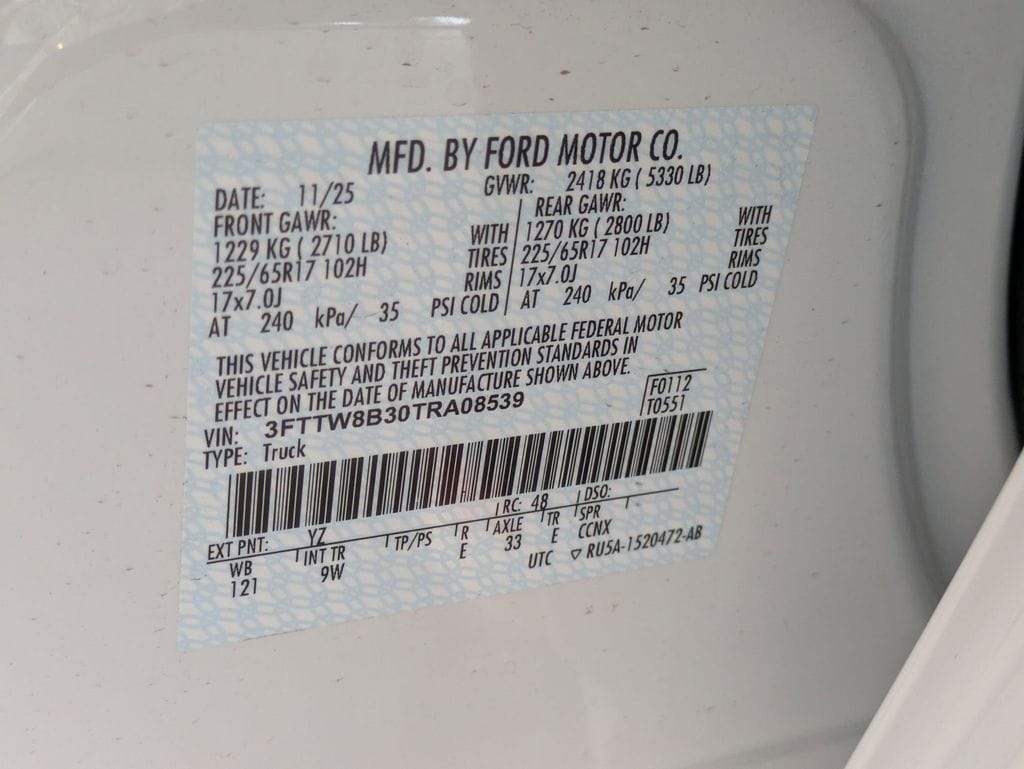 MFD. BY FORD MOTOR CO.
DATE: 11/25 GVWR: 2418 KG ( 5330 LB)
FRONT GAWR: REAR GAWR:
1229 KG ( 2710 LB) WITH 1270 KG ( 2800 LB) WITH
225/65R17 102H TIRES 225/65R17 102H TIRES
17x7.0J RIMS 17x7.0J RIMS
AT 240 kPa/ 35 PSI COLD AT 240 kPa/ 35 PSI COLD
THIS VEHICLE CONFORMS TO ALL APPLICABLE FEDERAL MOTOR
VEHICLE SAFETY AND THEFT PREVENTION STANDARDS IN
EFFECT ON THE DATE OF MANUFACTURE SHOWN ABOVE.
F0112
VIN: 3FTTW8B30TRA08539 T0551
TYPE: Truck
EXT PNT: YZ RC: 48 DSO:
WB INT TR TP/PS R AXLE TR SPR
121 9W E 33 E CCNX
UTC ▽ RU5A-1520472-AB